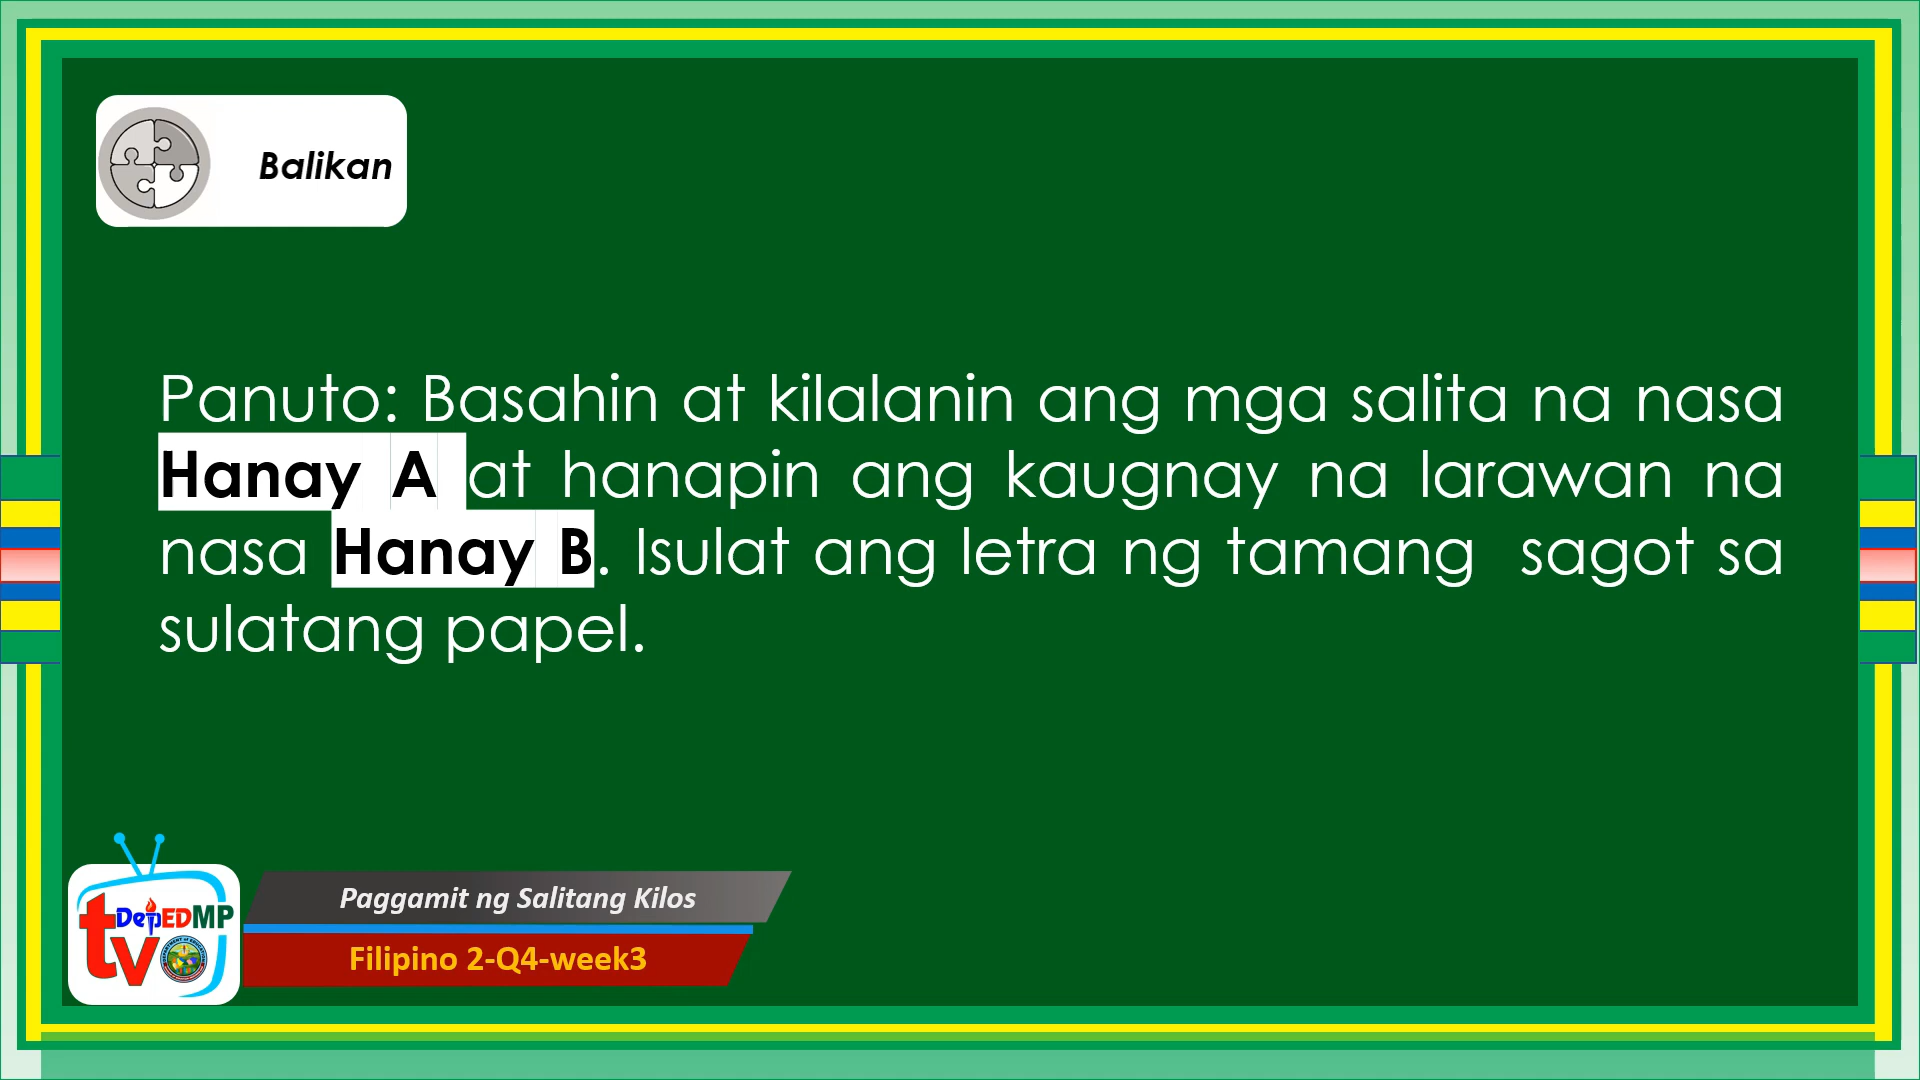 Balikan
Panuto: Basahin at kilalanin ang mga salita na nasa
Hanay A at hanapin ang kaugnay na larawan na
nasa Hanay B. Isulat ang letra ng tamang sagot sa
sulatang papel.
Paggamit ng Salitang Kilos
Filipino 2-Q4-week3
DepEDMP
tv